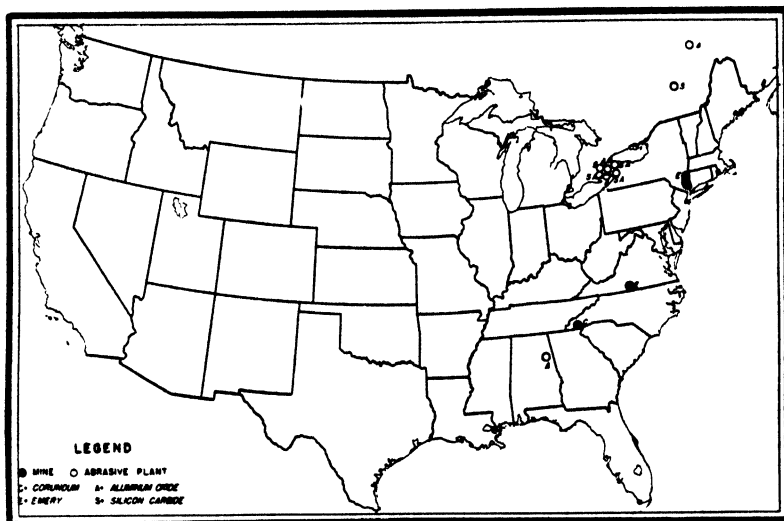 S
E
C
LEGEND
MINE ABRASIVE PLANT
C= CORUNDUM A= ALUMINUM OXIDE
E= EMERY S= SILICON CARBIDE